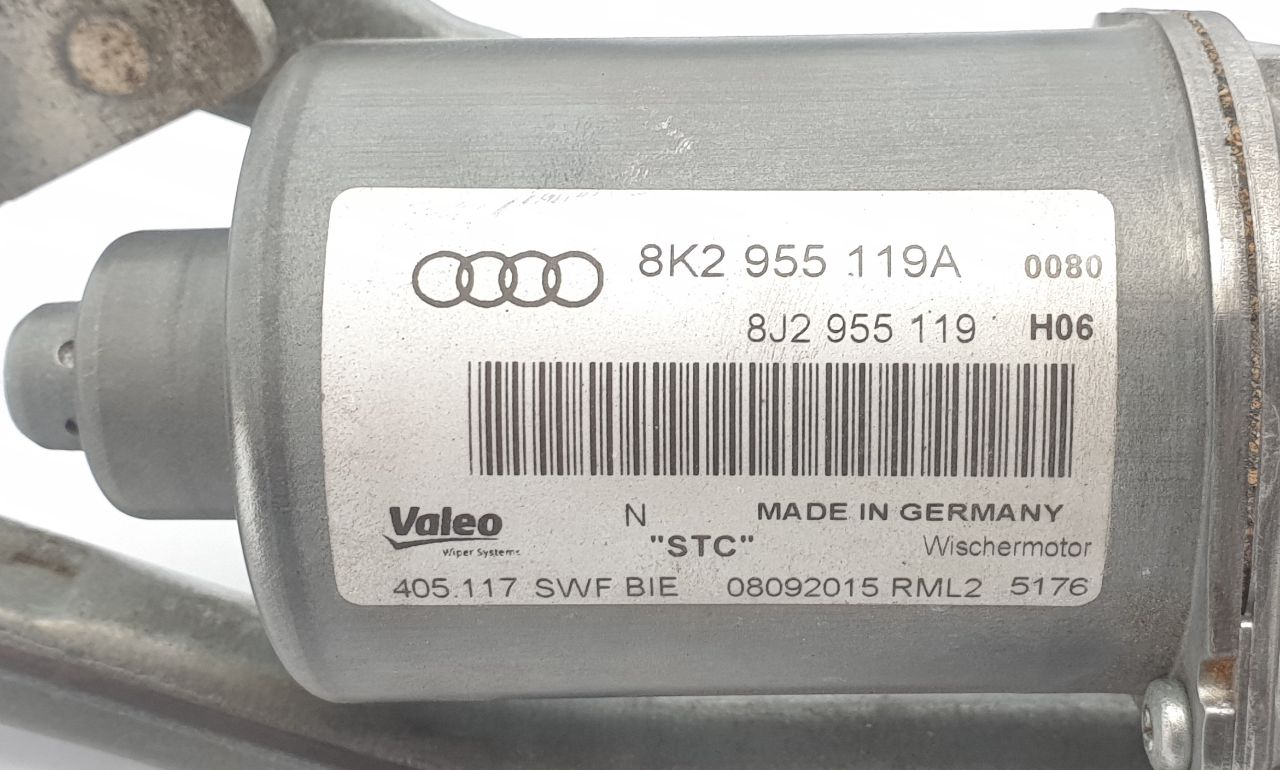 8K2 955 119A 0080
8J2 955 119 H06
Valeo N MADE IN GERMANY
Wiper Systems "STC" Wischermotor
405.117 SWF BIE 08092015 RML2 5176